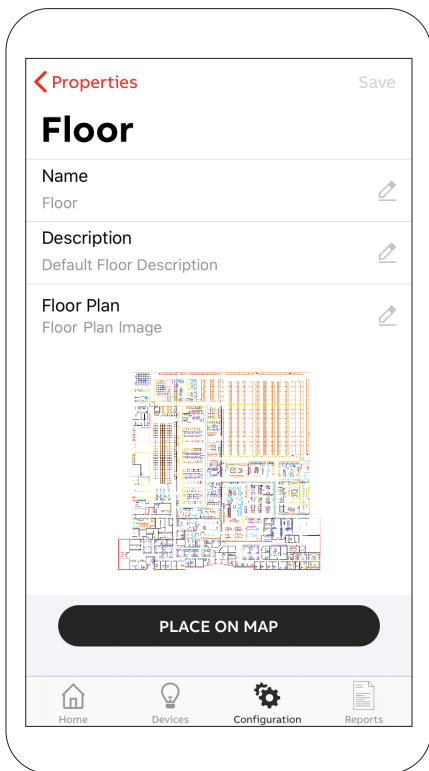 Properties
Save
Floor
Name
Floor
Description
Default Floor Description
Floor Plan
Floor Plan Image
PLACE ON MAP
Home
Devices
Configuration
Reports